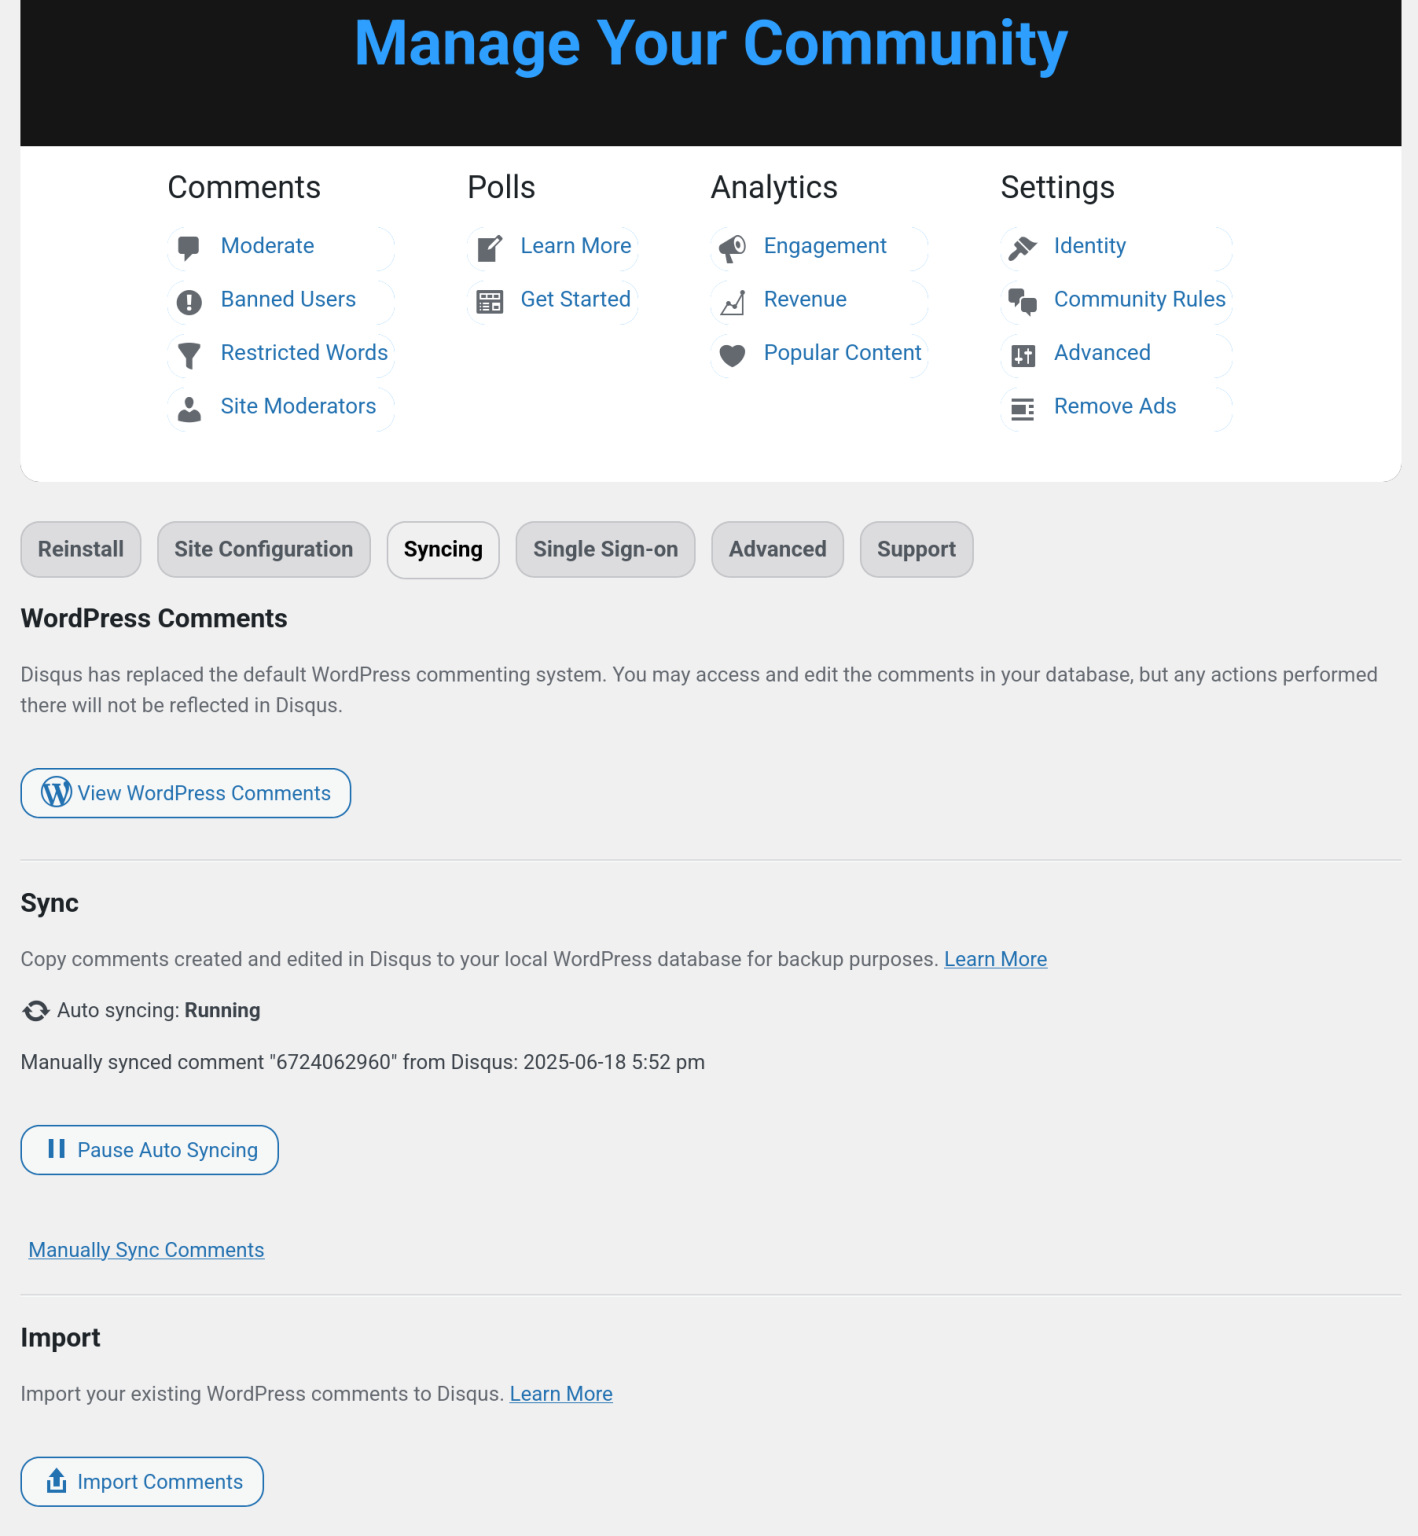 Manage Your Community
Comments
Moderate
Banned Users
Restricted Words
Site Moderators
Polls
Learn More
Get Started
Analytics
Engagement
Revenue
Popular Content
Settings
Identity
Community Rules
Advanced
Remove Ads
Reinstall Site Configuration Syncing Single Sign-on Advanced Support
WordPress Comments
Disqus has replaced the default WordPress commenting system. You may access and edit the comments in your database, but any actions performed
there will not be reflected in Disqus.
View WordPress Comments
Sync
Copy comments created and edited in Disqus to your local WordPress database for backup purposes. Learn More
Auto syncing: Running
Manually synced comment "6724062960" from Disqus: 2025-06-18 5:52 pm
Pause Auto Syncing
Manually Sync Comments
Import
Import your existing WordPress comments to Disqus. Learn More
Import Comments